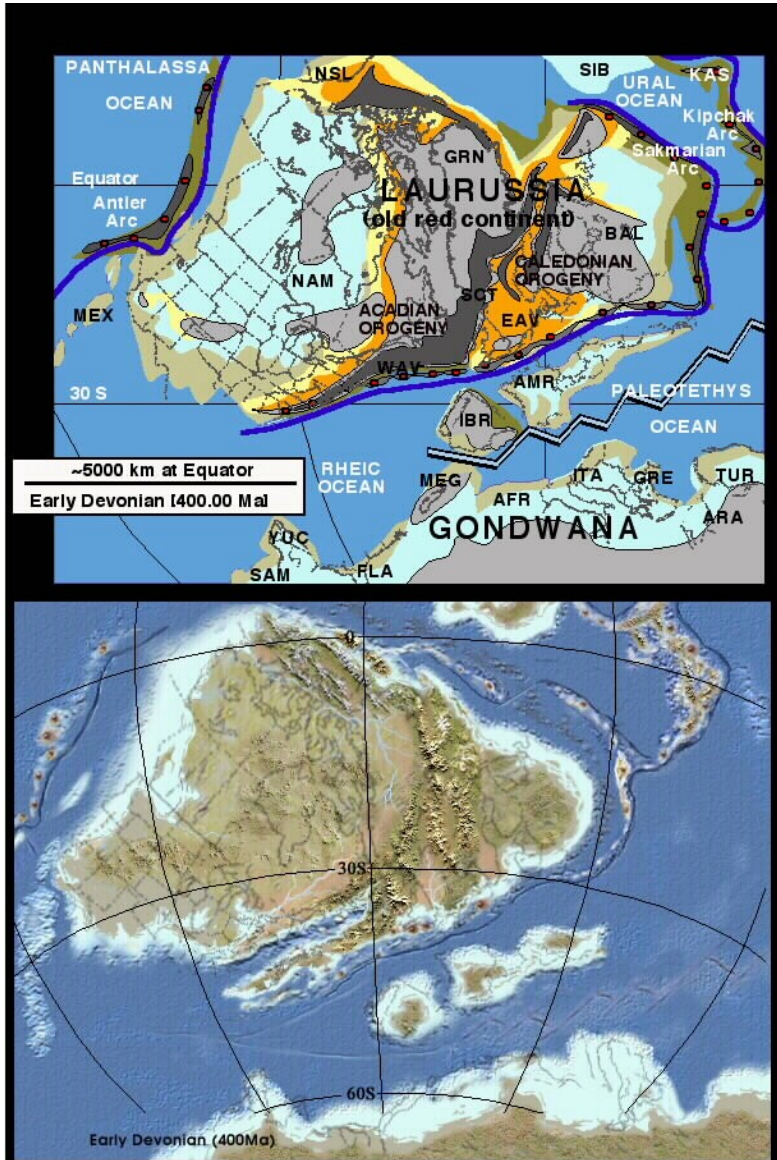 PANTHALASSA
OCEAN
NSL
SIB
KAS
URAL
OCEAN
Kipchak
Arc
Sakmarian
Arc
GRN
Equator
Antler
Arc
LAURUSSIA
(old red continent)
BAL
NAM
CALEDONIAN
OROGENY
SCT
MEX
ACADIAN
OROGENY
EAV
WAV
AMR
30 S
PALEOTETHYS
OCEAN
IBR
~5000 km at Equator
Early Devonian [400.00 Ma]
RHEIC
OCEAN
MEG
AFR
ITA
GRE
TUR
ARA
GONDWANA
YUC
SAM
FLA
0
30S
60S
Early Devonian (400Ma)